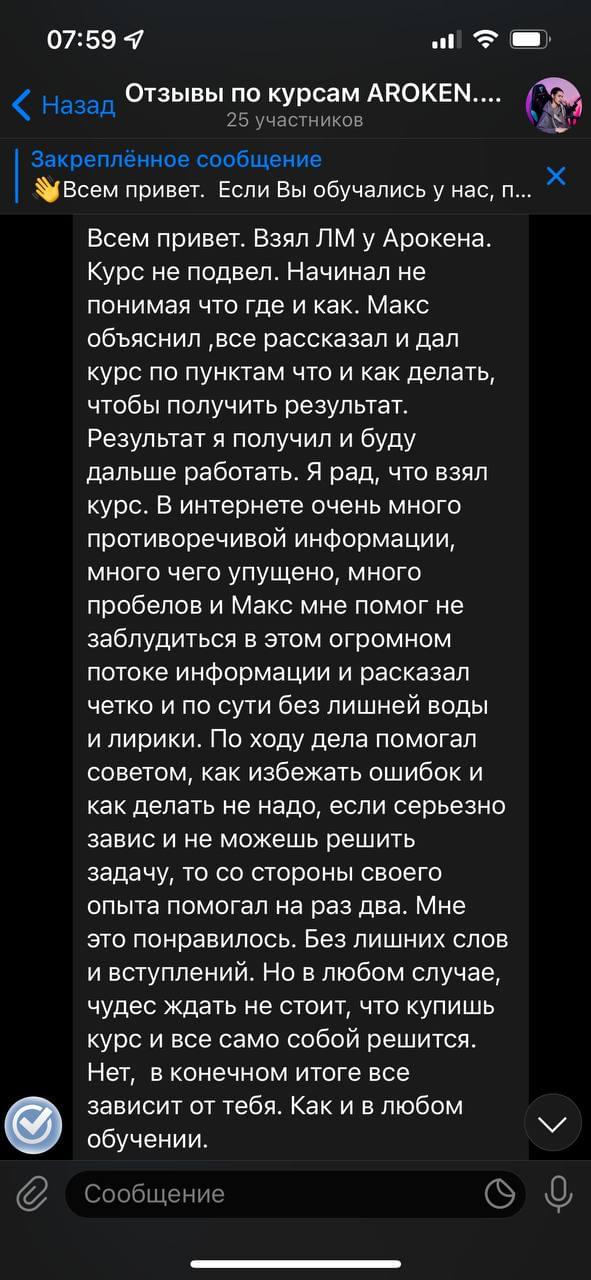 07:59
Назад
Отзывы по курсам AROKEN....
25 участников
Закреплённое сообщение
👋Всем привет.  Если Вы обучались у нас, п...
Всем привет. Взял ЛМ у Арокена.
Курс не подвел. Начинал не
понимая что где и как. Макс
объяснил ,все рассказал и дал
курс по пунктам что и как делать,
чтобы получить результат.
Результат я получил и буду
дальше работать. Я рад, что взял
курс. В интернете очень много
противоречивой информации,
много чего упущено, много
пробелов и Макс мне помог не
заблудиться в этом огромном
потоке информации и расказал
четко и по сути без лишней воды
и лирики. По ходу дела помогал
советом, как избежать ошибок и
как делать не надо, если серьезно
завис и не можешь решить
задачу, то со стороны своего
опыта помогал на раз два. Мне
это понравилось. Без лишних слов
и вступлений. Но в любом случае,
чудес ждать не стоит, что купишь
курс и все само собой решится.
Нет,  в конечном итоге все
зависит от тебя. Как и в любом
обучении.
Сообщение